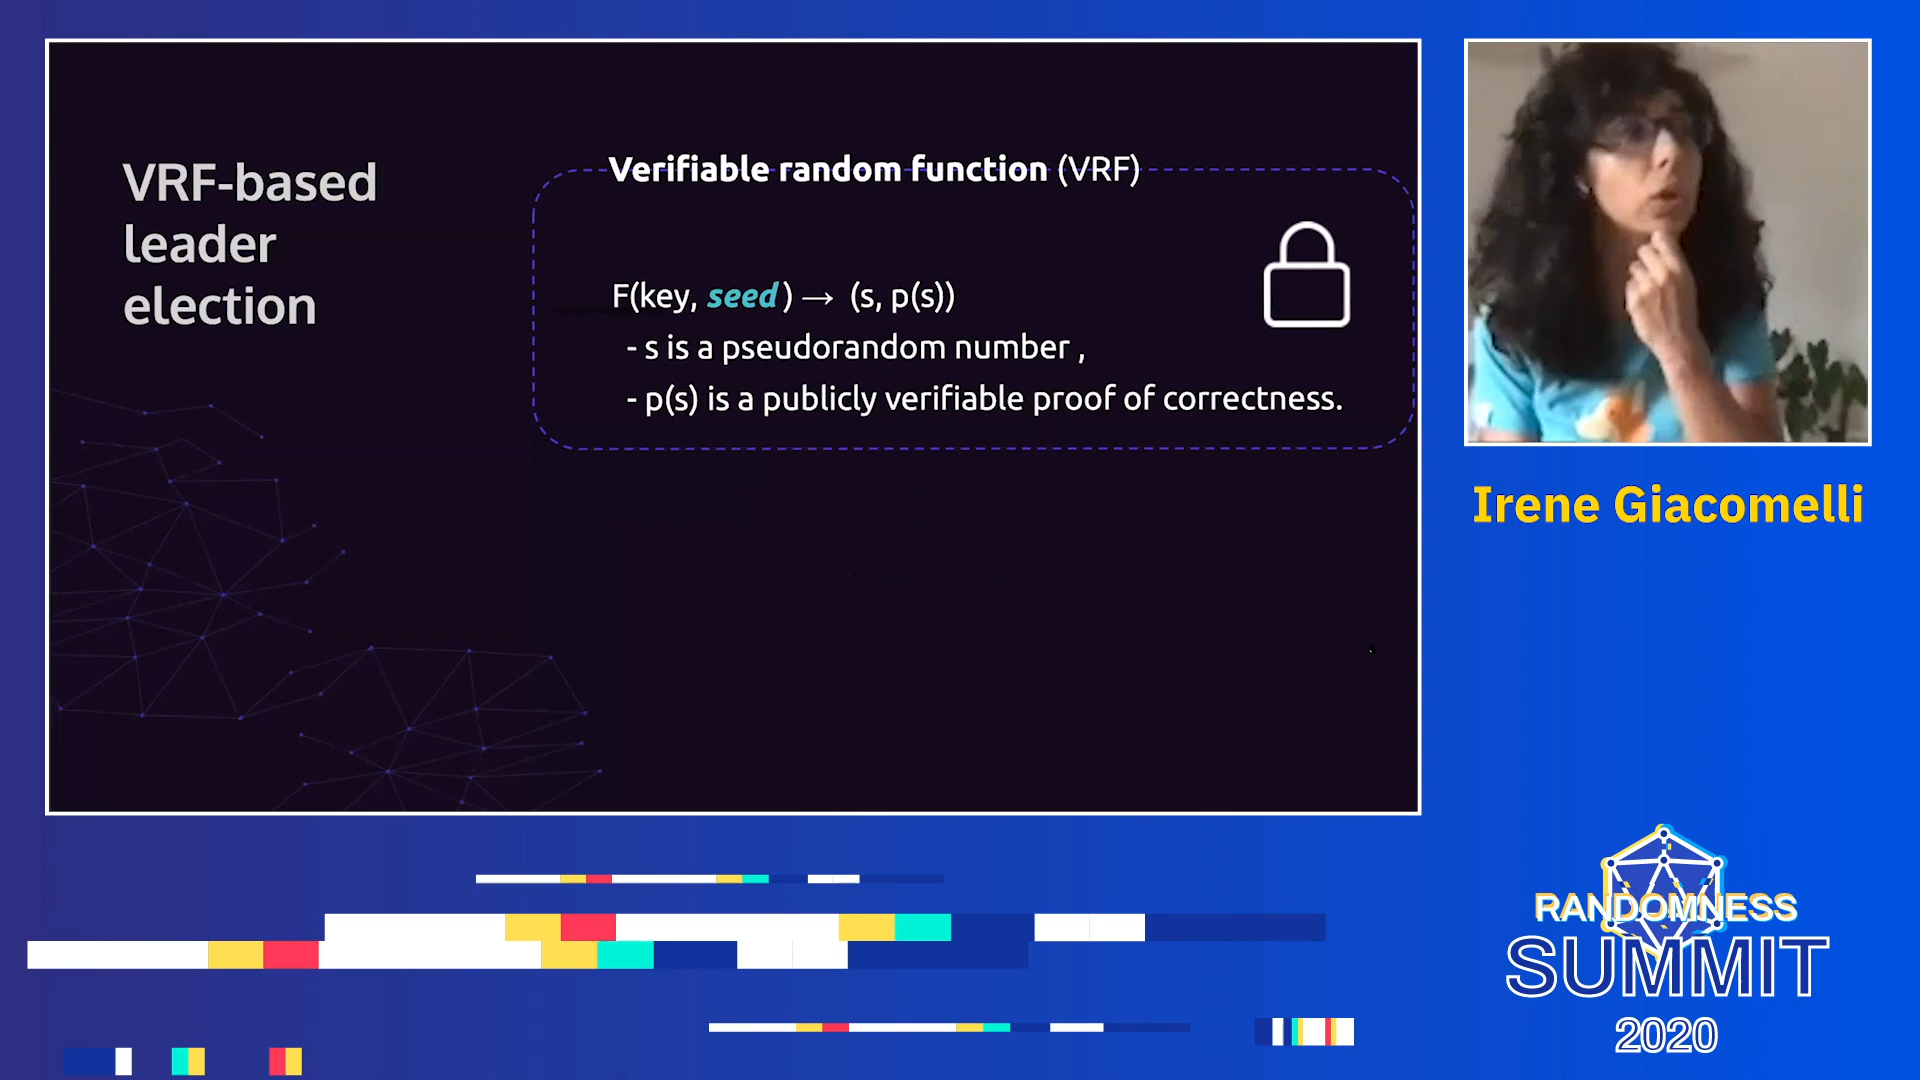 VRF-based
leader
election
Verifiable random function (VRF)
F(key, seed) → (s, p(s))
- s is a pseudorandom number ,
- p(s) is a publicly verifiable proof of correctness.
Irene Giacomelli
RANDOMNESS
SUMMIT
2020